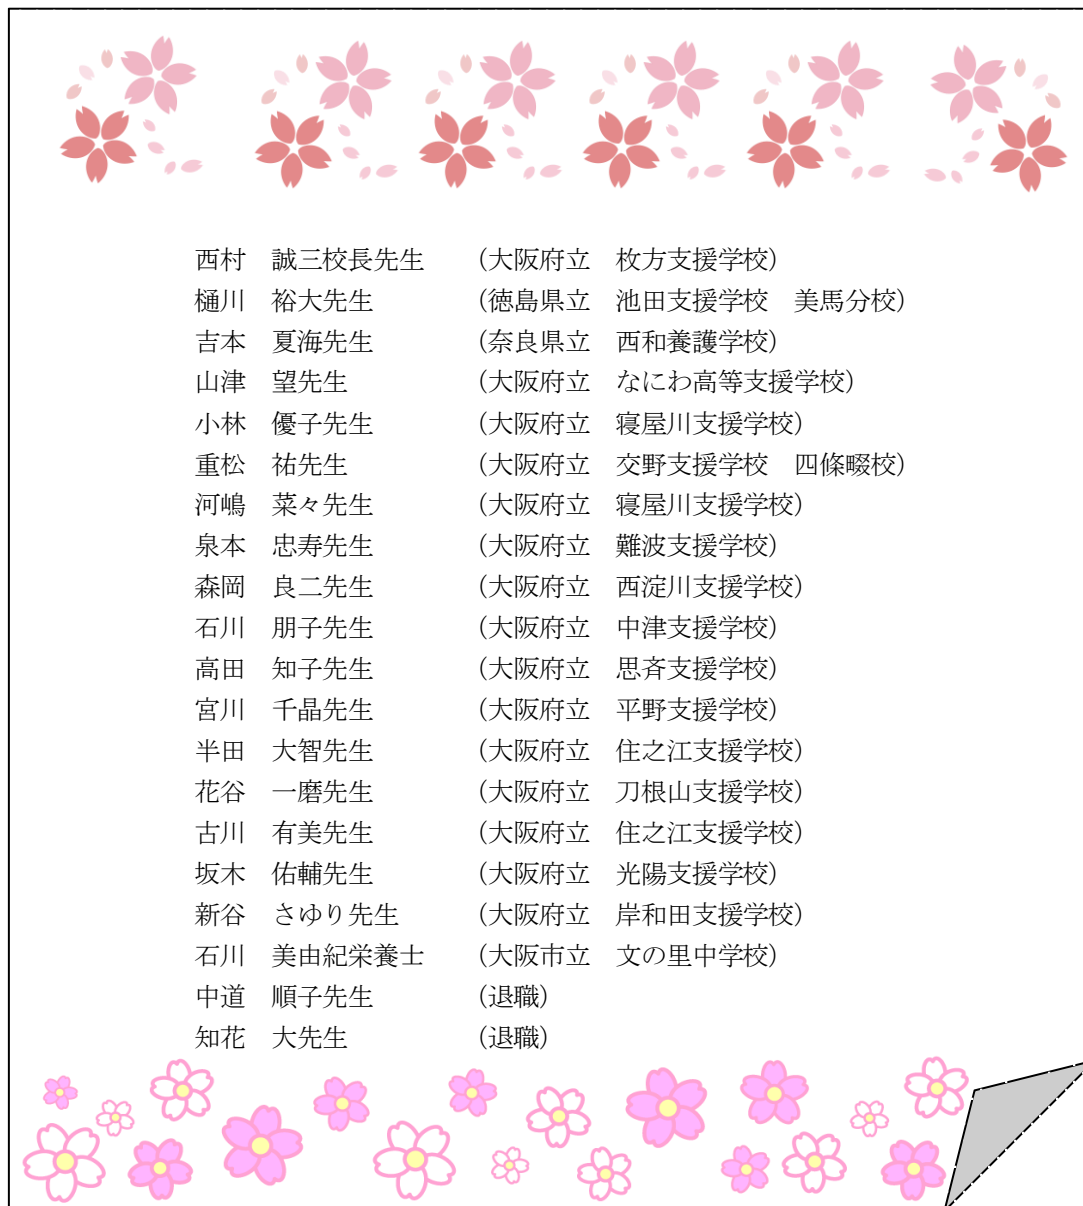 西村　誠三校長先生　　（大阪府立　枚方支援学校）
樋川　裕大先生　　　　（徳島県立　池田支援学校　美馬分校）
吉本　夏海先生　　　　（奈良県立　西和養護学校）
山津　望先生　　　　　（大阪府立　なにわ高等支援学校）
小林　優子先生　　　　（大阪府立　寝屋川支援学校）
重松　祐先生　　　　　（大阪府立　交野支援学校　四條畷校）
河嶋　菜々先生　　　　（大阪府立　寝屋川支援学校）
泉本　忠寿先生　　　　（大阪府立　難波支援学校）
森岡　良二先生　　　　（大阪府立　西淀川支援学校）
石川　朋子先生　　　　（大阪府立　中津支援学校）
高田　知子先生　　　　（大阪府立　思斉支援学校）
宮川　千晶先生　　　　（大阪府立　平野支援学校）
半田　大智先生　　　　（大阪府立　住之江支援学校）
花谷　一磨先生　　　　（大阪府立　刀根山支援学校）
古川　有美先生　　　　（大阪府立　住之江支援学校）
坂木　佑輔先生　　　　（大阪府立　光陽支援学校）
新谷　さゆり先生　　　（大阪府立　岸和田支援学校）
石川　美由紀栄養士　　（大阪市立　文の里中学校）
中道　順子先生　　　　（退職）
知花　大先生　　　　　（退職）